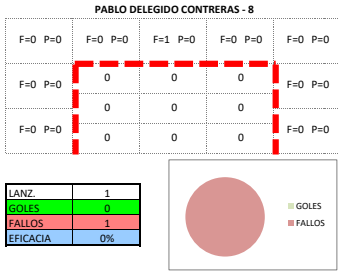 PABLO DELEGIDO CONTRERAS - 8
F=0 P=0 F=0 P=0 F=1 P=0 F=0 P=0 F=0 P=0
F=0 P=0 0 0 0 F=0 P=0
0 0 0
F=0 P=0 0 0 0 F=0 P=0
LANZ. 1
GOLES 0
FALLOS 1
EFICACIA 0%
GOLES
FALLOS